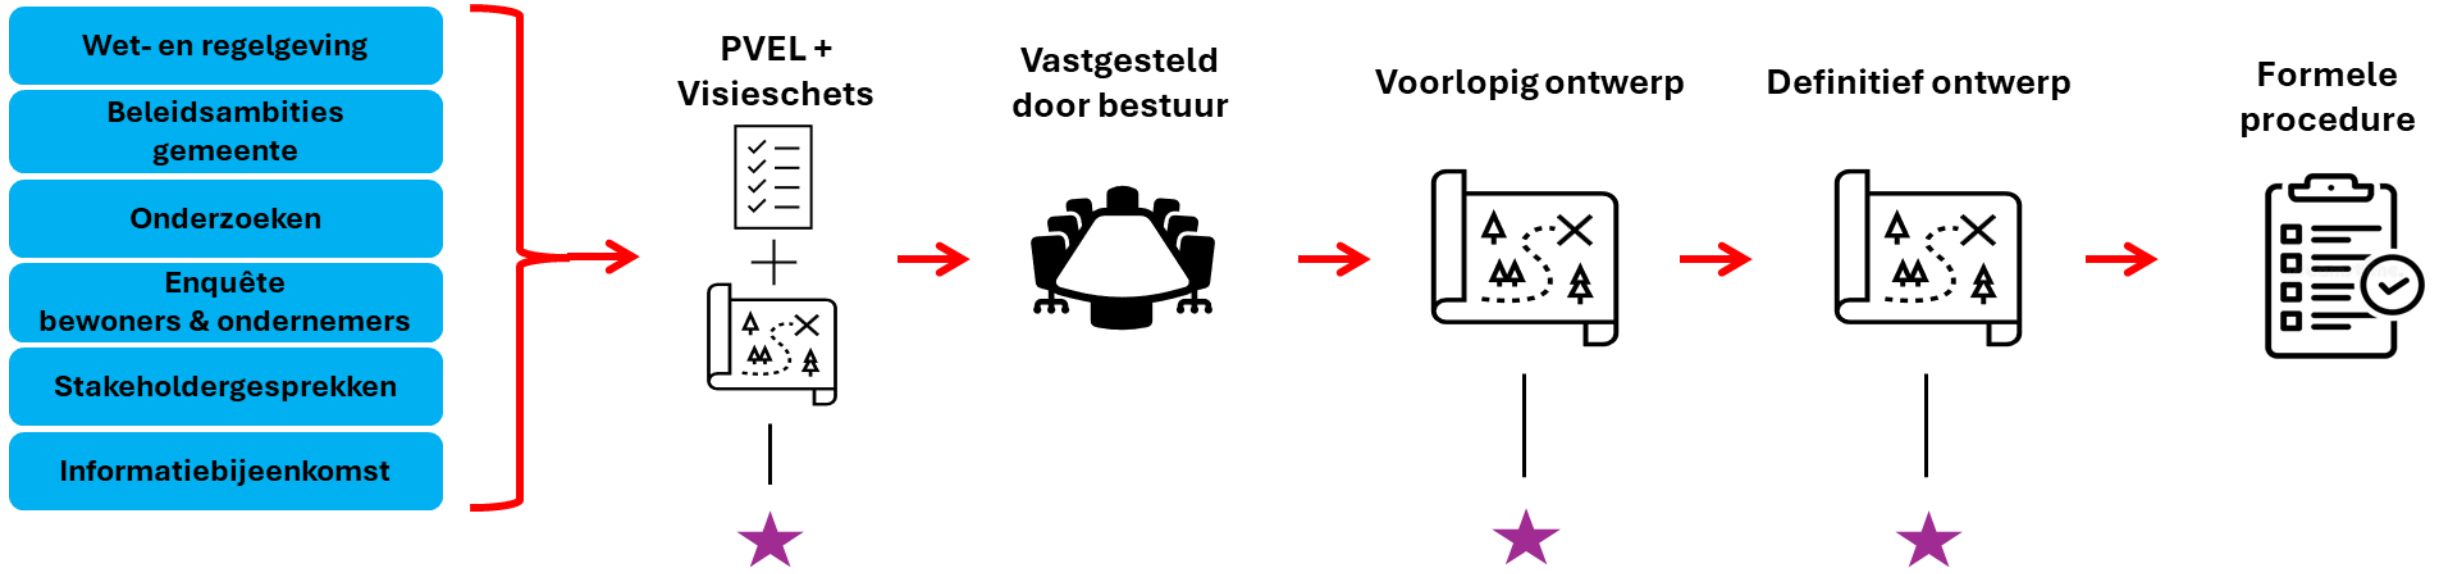 Wet- en regelgeving
Beleidsambities
gemeente
Onderzoeken
Enquête
bewoners & ondernemers
Stakeholdergesprekken
Informatiebijeenkomst
PVEL +
Visieschets
Vastgesteld
door bestuur
Voorlopig ontwerp
Definitief ontwerp
Formele
procedure